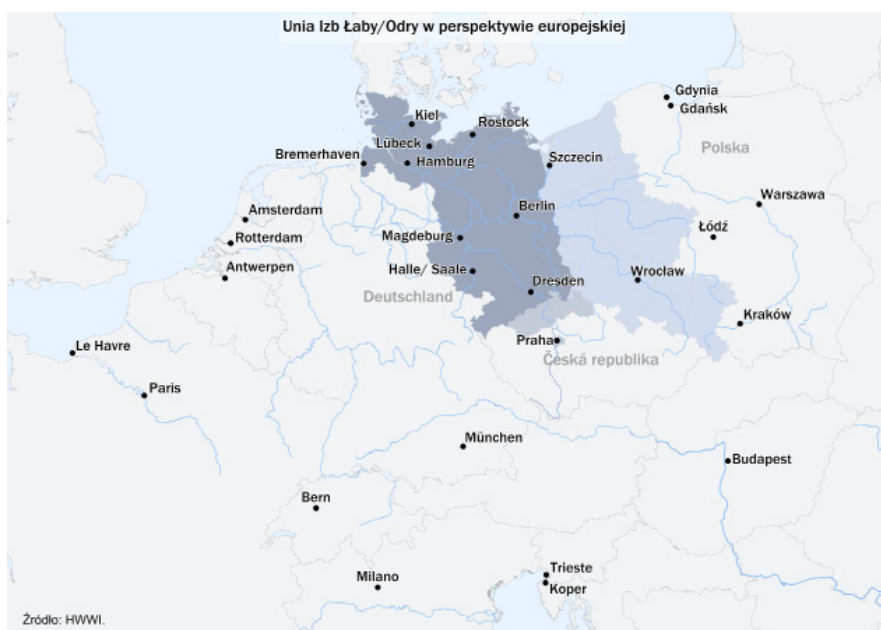 Unia Izb Łaby/Odry w perspektywie europejskiej
Gdynia
Gdańsk
Kiel
Rostock
Lübeck
Polska
Bremerhaven
Hamburg
Szczecin
Warszawa
Amsterdam
Berlin
Łódź
Rotterdam
Magdeburg
Antwerpen
Halle/ Saale
Wrocław
Deutschland
Dresden
Kraków
Praha
Le Havre
Česká republika
Paris
München
Budapest
Bern
Trieste
Milano
Koper
Źródło: HWWI.